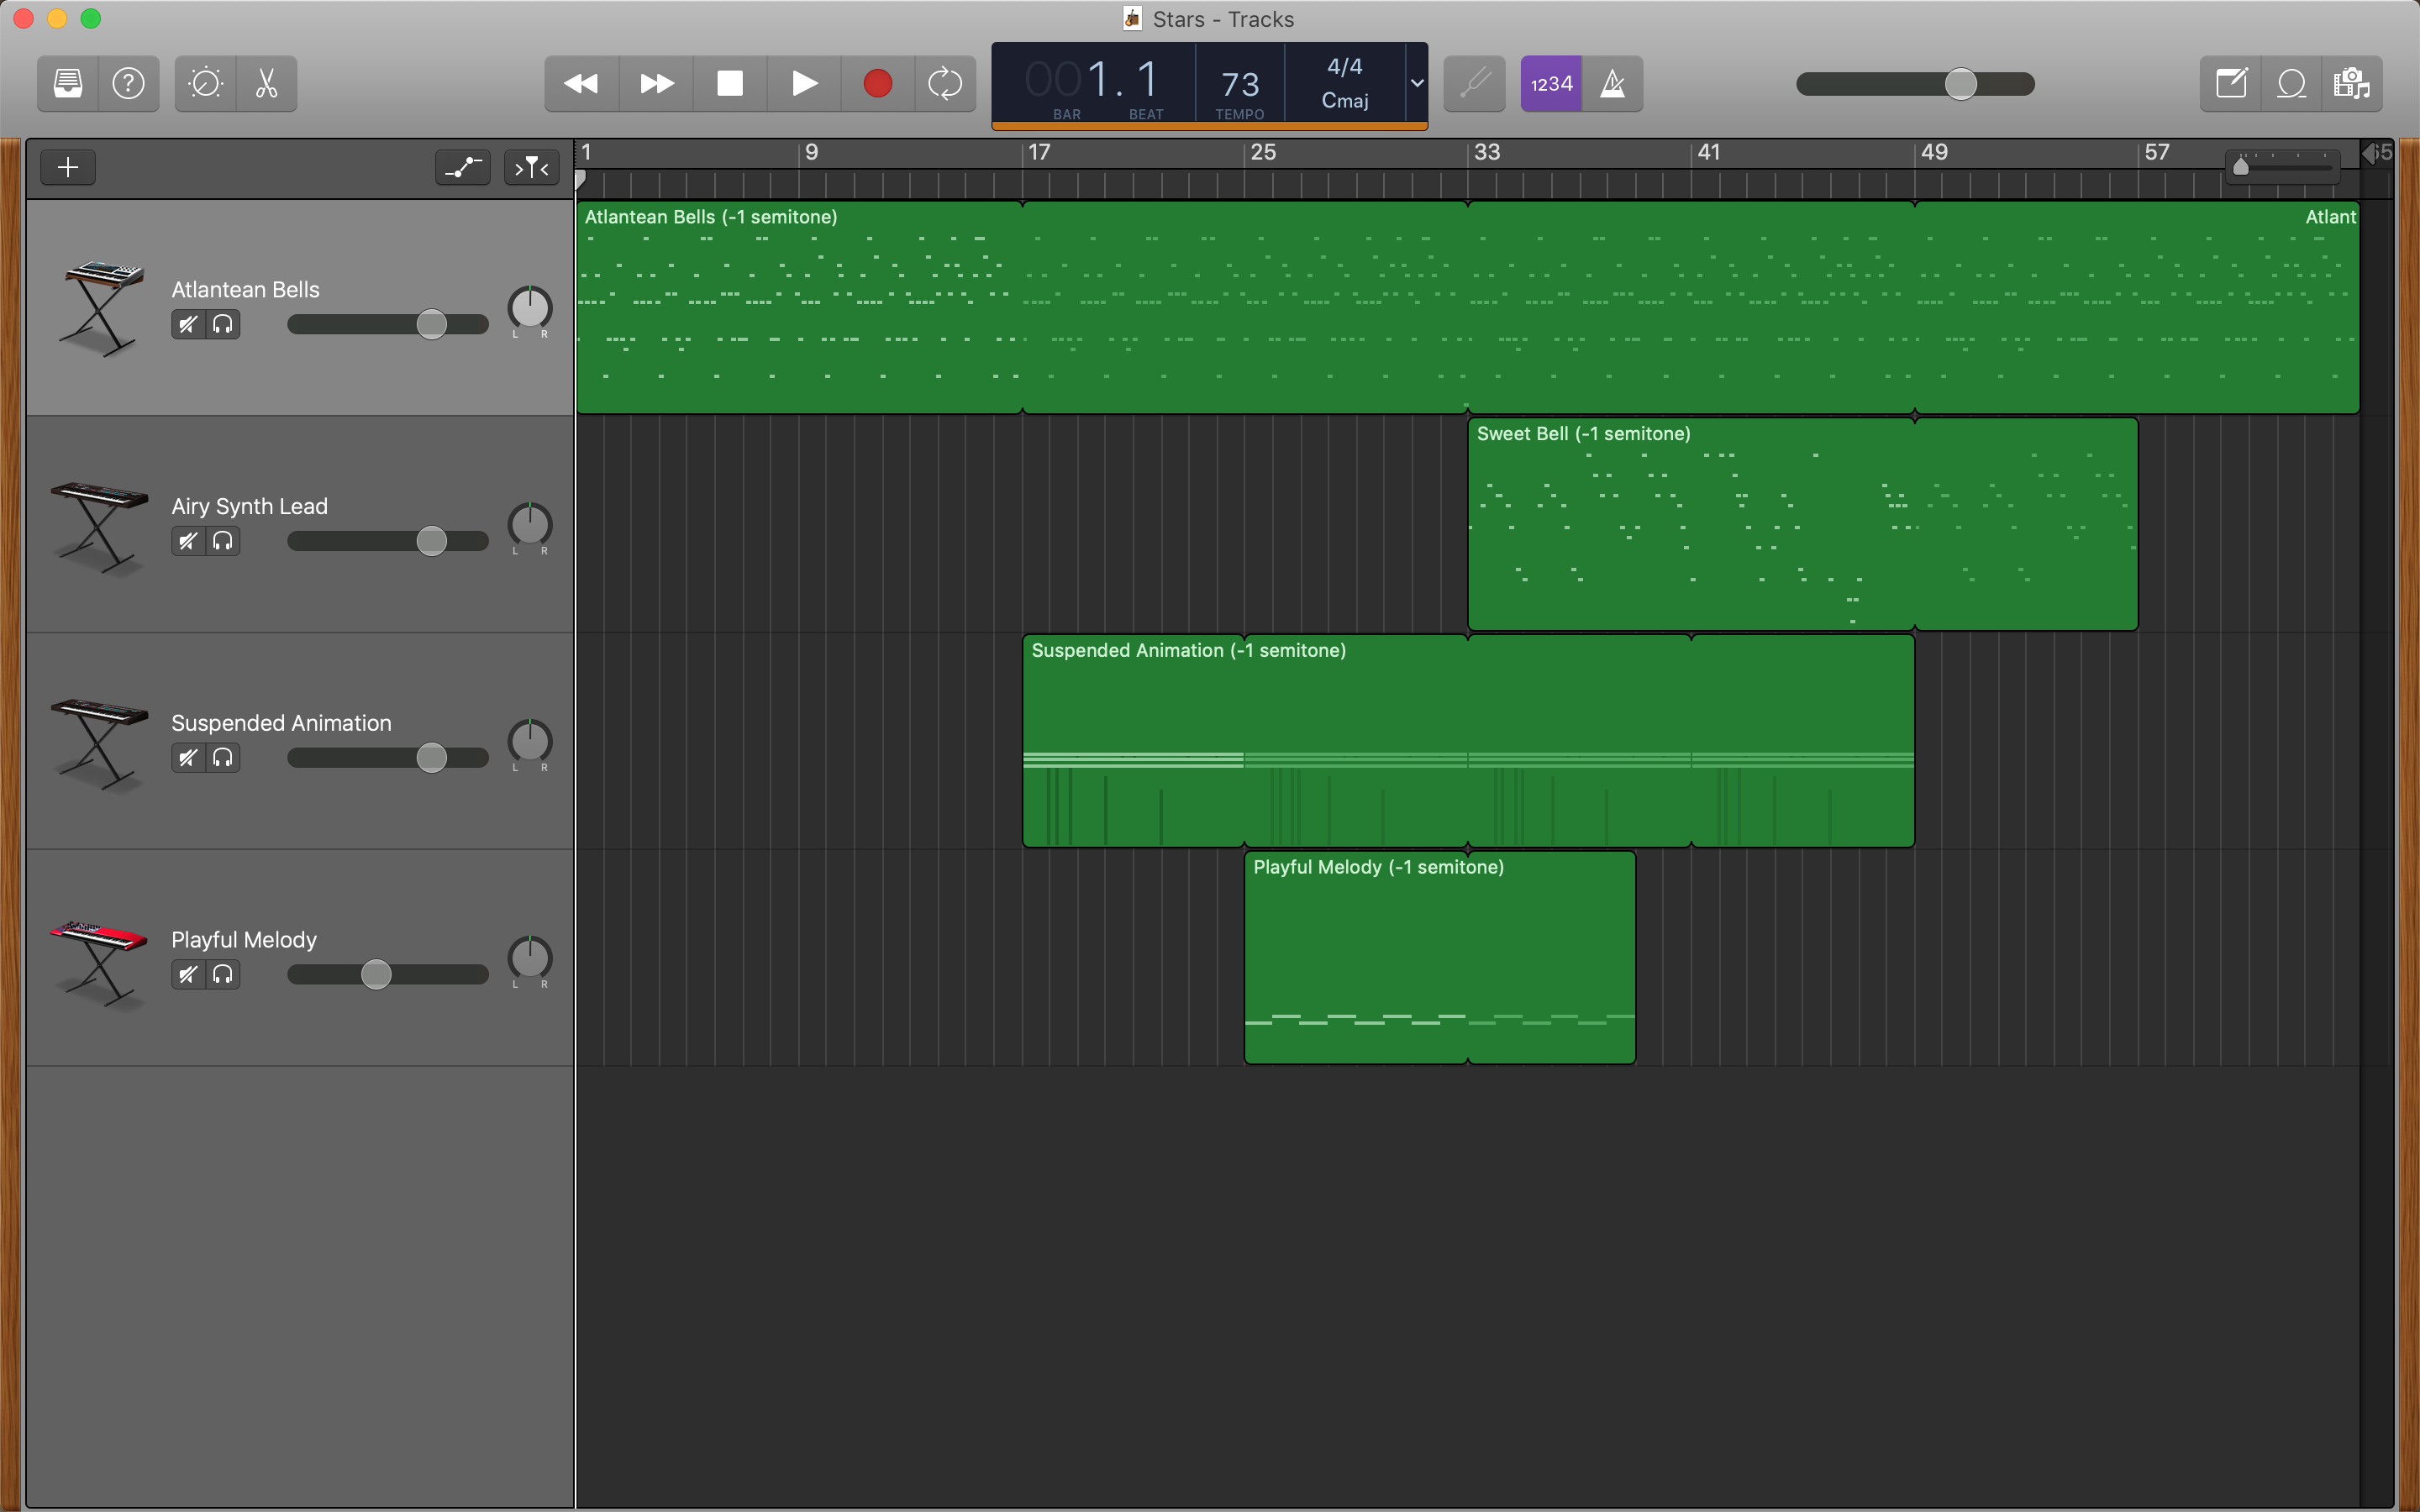 Stars - Tracks
001. 1
BAR BEAT
73
TEMPO
4/4
Cmaj
1234
1 9 17 25 33 41 49 57 65
Atlantean Bells
L R
Atlantean Bells (-1 semitone)
Atlant
Airy Synth Lead
L R
Sweet Bell (-1 semitone)
Suspended Animation
L R
Suspended Animation (-1 semitone)
Playful Melody
L R
Playful Melody (-1 semitone)